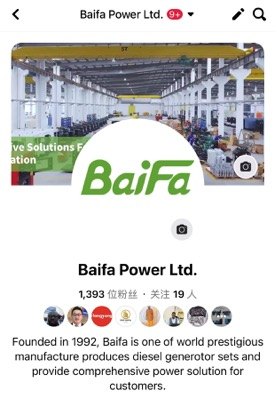 Baifa Power Ltd. 9+
ive Solutions F
ation
BaiFa
Baifa Power Ltd.
1,393 位粉丝 · 关注 19 人
Founded in 1992, Baifa is one of world prestigious
manufacture produces diesel generotor sets and
provide comprehensive power solution for
customers.